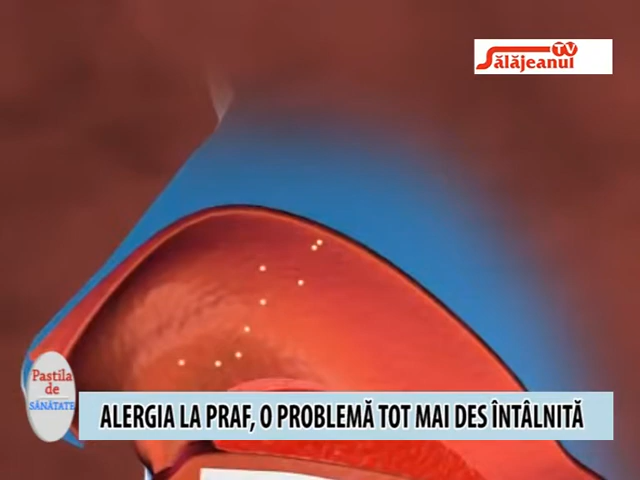 Sălăjeanul TV
Pastila
de
SĂNĂTATE
ALERGIA LA PRAF, O PROBLEMĂ TOT MAI DES ÎNTÂLNITĂ